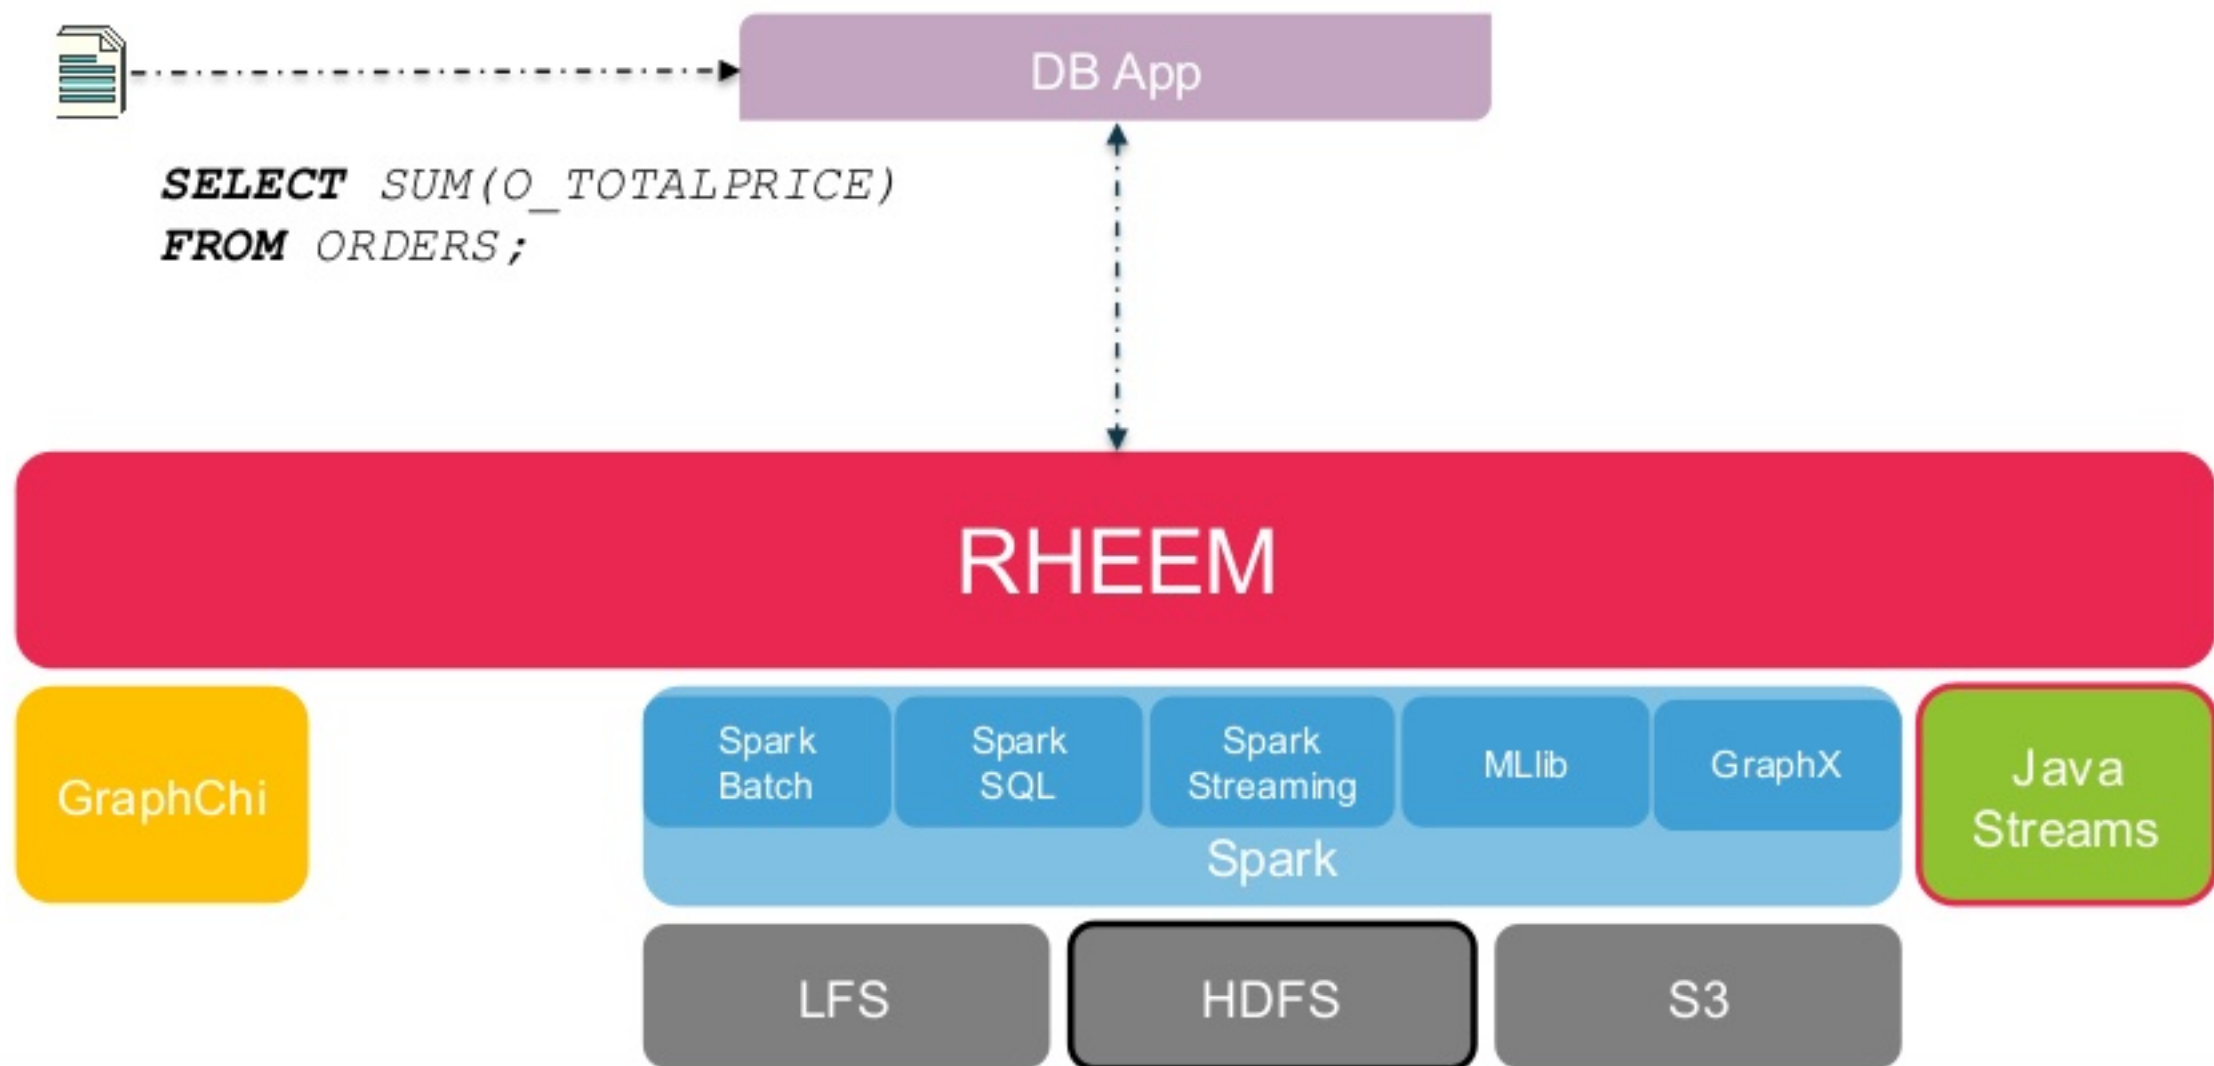 DB App
SELECT SUM(O_TOTALPRICE)
FROM ORDERS;
RHEEM
GraphChi
Spark
Batch
Spark
SQL
Spark
Streaming
MLlib
GraphX
Spark
Java
Streams
LFS
HDFS
S3